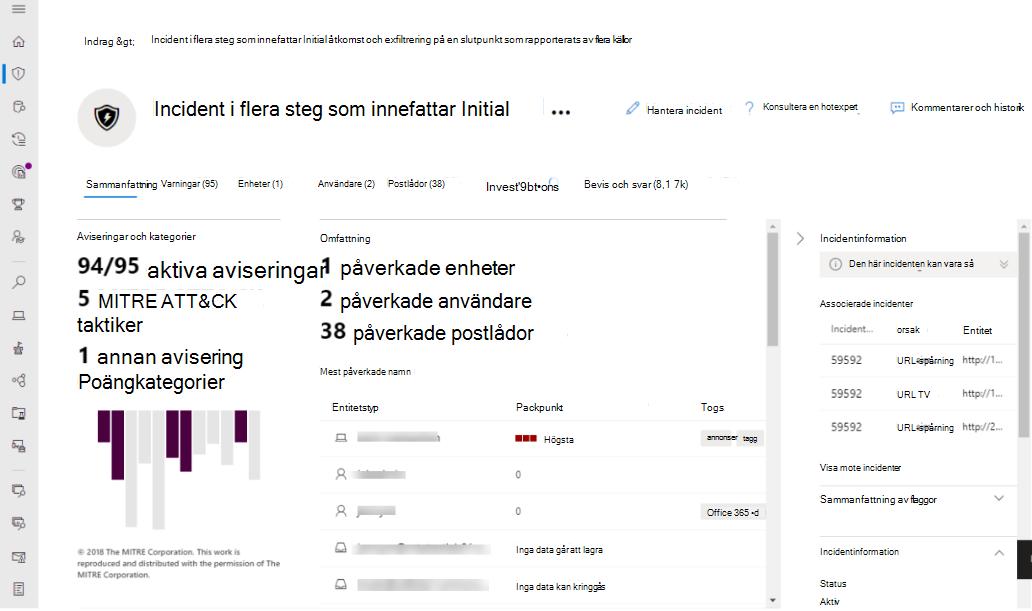 Indrag &gt; Incident i flera steg som innefattar Initial åtkomst och exfiltrering på en slutpunkt som rapporterats av flera källor
Incident i flera steg som innefattar Initial
Hantera incident
Konsultera en hotexpert
Kommentarer och historik
Sammanfattning Varningar (95) Enheter (1) Användare (2) Postlådor (38) Invest'9bt•ons Bevis och svar (8,1 7k)
Aviseringar och kategorier
94/95 aktiva aviseringar
5 MITRE ATT&CK
taktiker
1 annan avisering
Poängkategorier
© 2018 The MITRE Corporation. This work is
reproduced and distributed with the permission of The
MITRE Corporation.
Omfattning
1 påverkade enheter
2 påverkade användare
38 påverkade postlådor
Mest påverkade namn
Entitetstyp Packpunkt Togs
Högsta annonser tagg
0
0 Office 365 •d
Inga data går att lagra
Inga data kan kringgås
Incidentinformation
Den här incidenten kan vara så
Associerade incidenter
Incident... orsak Entitet
59592 URL-spårning http://1...
59592 URL TV http://1...
59592 URL-spårning http://2...
Visa mote incidenter
Sammanfattning av flaggor
Incidentinformation
Status
Aktiv